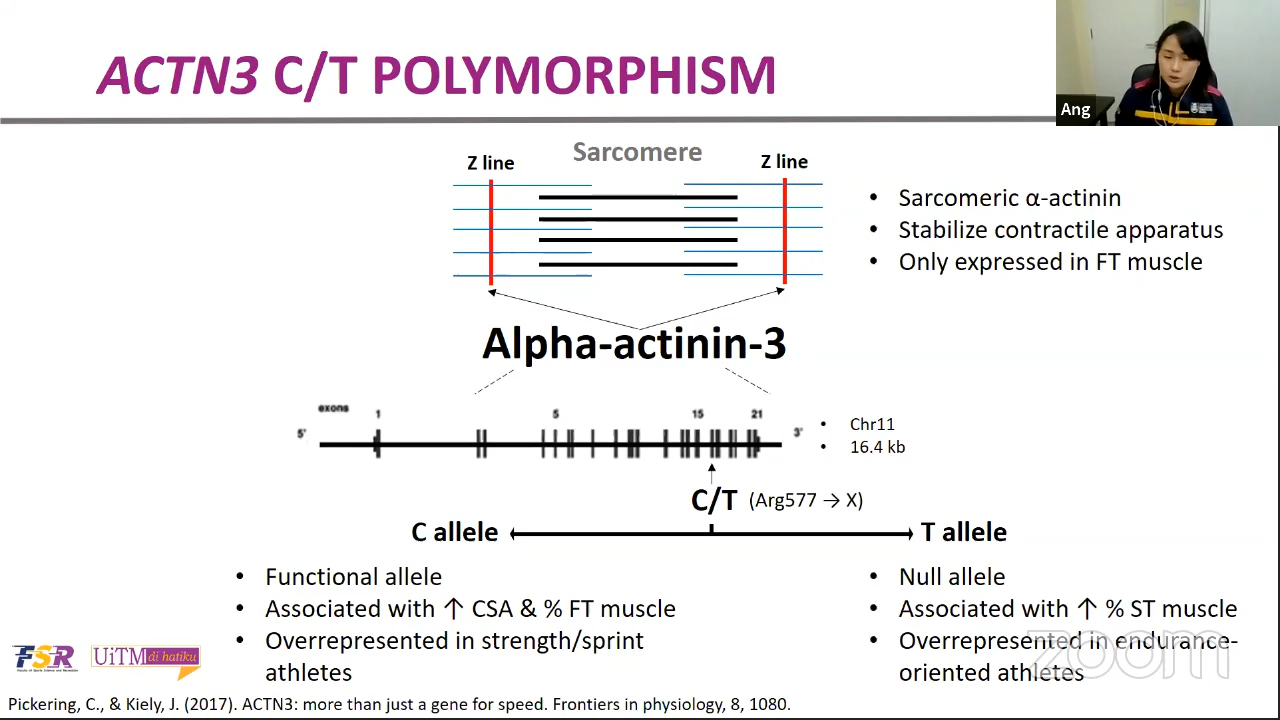 ACTN3 C/T POLYMORPHISM
Ang
Sarcomere
Z line
Z line
• Sarcomeric α-actinin
• Stabilize contractile apparatus
• Only expressed in FT muscle
Alpha-actinin-3
exons
1
5
15
21
5'
3'
• Chr11
• 16.4 kb
C/T (Arg577 → X)
C allele
T allele
• Functional allele
• Associated with ↑ CSA & % FT muscle
• Overrepresented in strength/sprint
athletes
• Null allele
• Associated with ↑ % ST muscle
• Overrepresented in endurance-
oriented athletes
zoom
FSR
UiTM di hatiku
Pickering, C., & Kiely, J. (2017). ACTN3: more than just a gene for speed. Frontiers in physiology, 8, 1080.